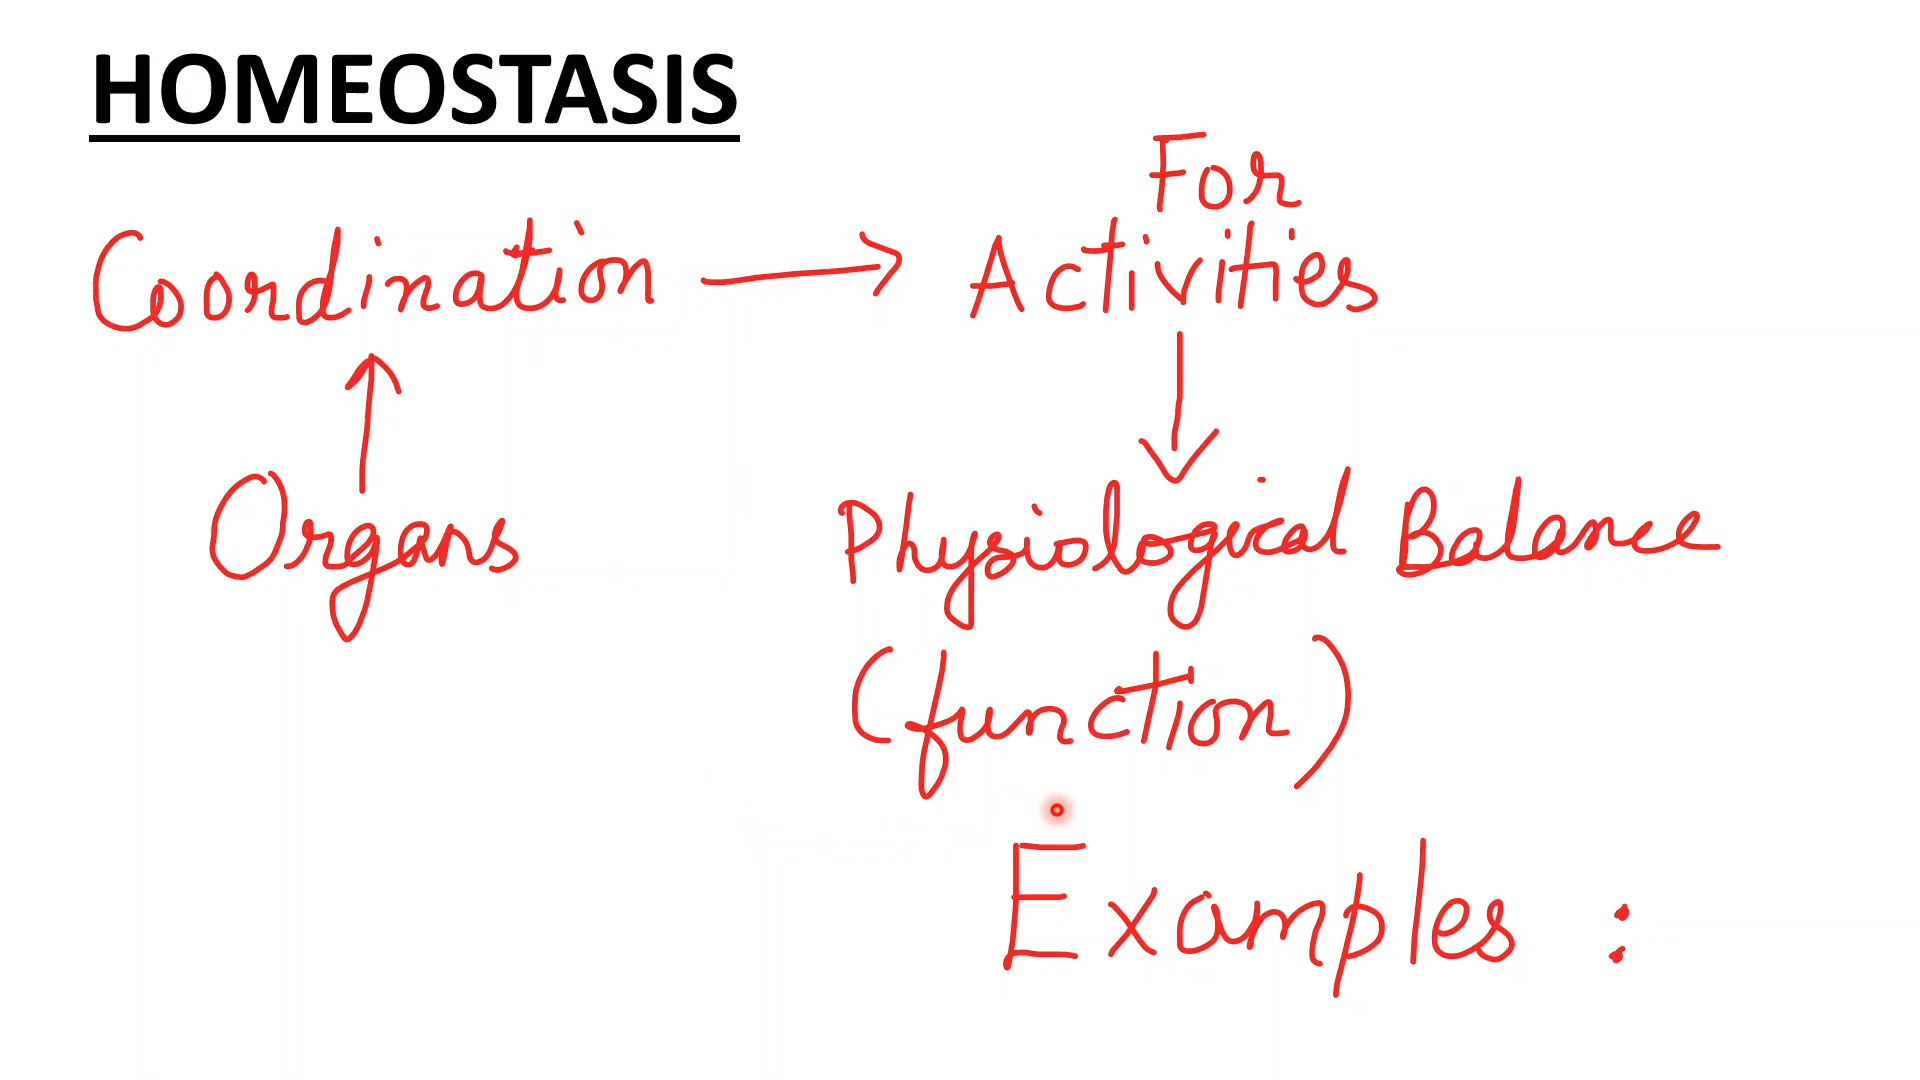 HOMEOSTASIS
For
Coordination → Activities
Organs
Physiological Balance
(function)
Examples :